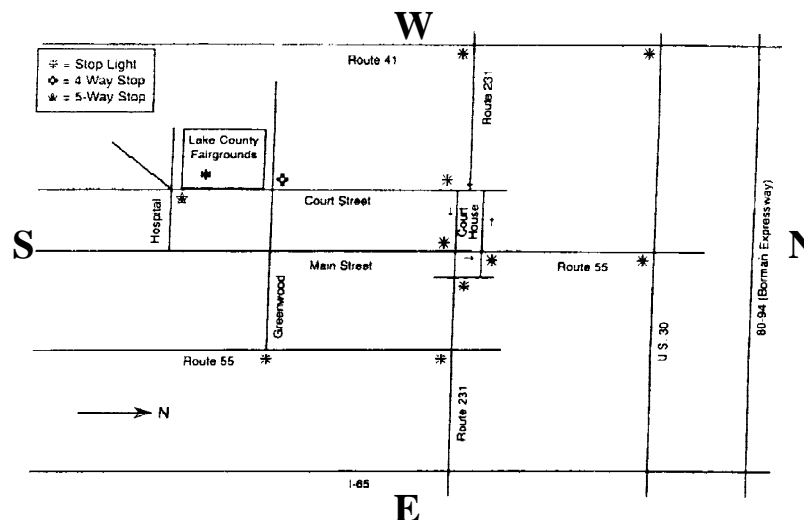 W
✳ = Stop Light
✥ = 4 Way Stop
★ = 5-Way Stop
Route 41
Route 231
Lake County
Fairgrounds
Court Street
Court
House
Hospital
S
N
Main Street
Route 55
Greenwood
80-94 (Borman Expressway)
U.S. 30
Route 55
Route 231
N
I-65
E